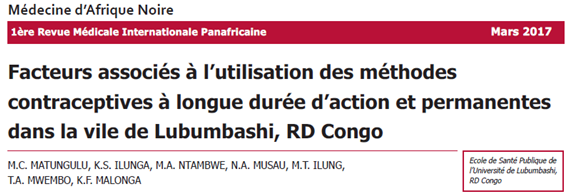 Médecine d'Afrique Noire
1ère Revue Médicale Internationale Panafricaine Mars 2017
Facteurs associés à l'utilisation des méthodes
contraceptives à longue durée d'action et permanentes
dans la vile de Lubumbashi, RD Congo
M.C. MATUNGULU, K.S. ILUNGA, M.A. NTAMBWE, N.A. MUSAU, M.T. ILUNG,
T.A. MWEMBO, K.F. MALONGA
Ecole de Santé Publique de
l'Université de Lubumbashi,
RD Congo